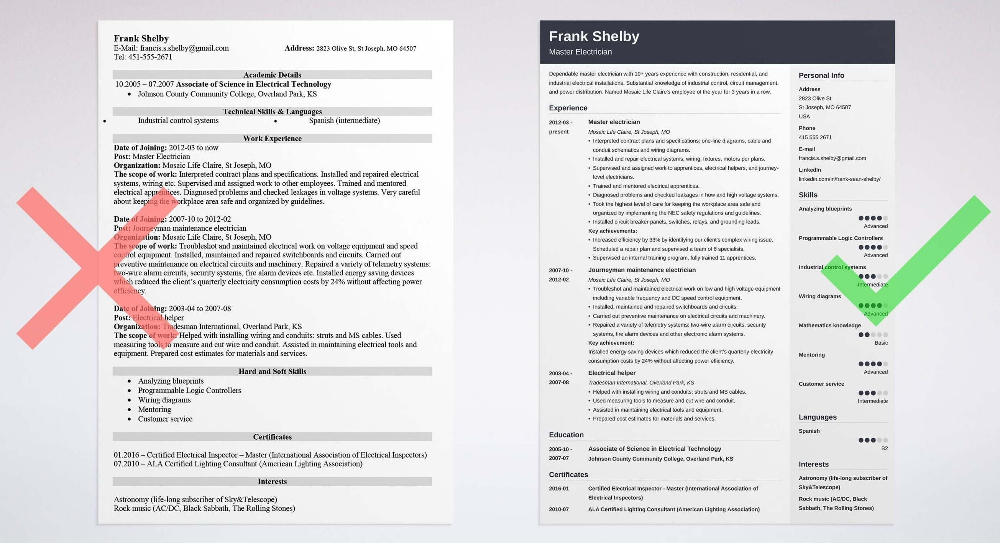 Frank Shelby
E-Mail: francis.s.shelby@gmail.com
Address: 2823 Olive St, St Joseph, MO 64507
Tel: 451-555-2671
Academic Details
10.2005 – 07.2007 Associate of Science in Electrical Technology
• Johnson County Community College, Overland Park, KS
Technical Skills & Languages
• Industrial control systems
• Spanish (intermediate)
Work Experience
Date of Joining: 2012-03 to now
Post: Master Electrician
Organization: Mosaic Life Claire, St Joseph, MO
The scope of work: Interpreted contract plans and specifications. Installed and repaired electrical
systems, wiring etc. Supervised and assigned work to other employees. Trained and mentored
electrical apprentices. Diagnosed problems and checked leakages in voltage systems. Very careful
about keeping the workplace area safe and organized by guidelines.
Date of Joining: 2007-10 to 2012-02
Post: Journeyman maintenance electrician
Organization: Mosaic Life Claire, St Joseph, MO
The scope of work: Troubleshot and maintained electrical work on voltage equipment and speed
control equipment. Installed, maintained and repaired switchboards and circuits. Carried out
preventive maintenance on electrical circuits and machinery. Repaired a variety of telemetry systems:
two-wire alarm circuits, security systems, fire alarm devices etc. Installed energy saving devices
which reduced the client’s quarterly electricity consumption costs by 24% without affecting power
efficiency.
Date of Joining: 2003-04 to 2007-08
Post: Electrical helper
Organization: Tradesman International, Overland Park, KS
The scope of work: Helped with installing wiring and conduits: struts and MS cables. Used
measuring tools to measure and cut wire and conduit. Assisted in maintaining electrical tools and
equipment. Prepared cost estimates for materials and services.
Hard and Soft Skills
• Analyzing blueprints
• Programmable Logic Controllers
• Wiring diagrams
• Mentoring
• Customer service
Certificates
01.2016 – Certified Electrical Inspector – Master (International Association of Electrical Inspectors)
07.2010 – ALA Certified Lighting Consultant (American Lighting Association)
Interests
Astronomy (life-long subscriber of Sky&Telescope)
Rock music (AC/DC, Black Sabbath, The Rolling Stones)
Frank Shelby
Master Electrician
Dependable master electrician with 10+ years experience with construction, residential, and
industrial electrical installations. Substantial knowledge of industrial control, circuit management,
and power distribution. Named Mosaic Life Claire's employee of the year for 3 years in a row.
Experience
2012-03 -
present
Master electrician
Mosaic Life Claire, St Joseph, MO
• Interpreted contract plans and specifications: one-line diagrams, cable and
conduit schematics and wiring diagrams.
• Installed and repair electrical systems, wiring, fixtures, motors per plans.
• Supervised and assigned work to apprentices, electrical helpers, and journey-
level electricians.
• Trained and mentored electrical apprentices.
• Diagnosed problems and checked leakages in how and high voltage systems.
• Took the highest level of care for keeping the workplace area safe and
organized by implementing the NEC safety regulations and guidelines.
• Installed circuit breaker panels, switches, relays, and grounding leads.
Key achievements:
• Increased efficiency by 33% by identifying our client's complex wiring issue.
Scheduled a repair plan and supervised a team of 6 specialists.
• Supervised an internal training program, fully trained 11 apprentices.
2007-10 -
2012-02
Journeyman maintenance electrician
Mosaic Life Claire, St Joseph, MO
• Troubleshot and maintained electrical work on low and high voltage equipment
including variable frequency and DC speed control equipment.
• Installed, maintained and repaired switchboards and circuits.
• Carried out preventive maintenance on electrical circuits and machinery.
• Repaired a variety of telemetry systems: two-wire alarm circuits, security
systems, fire alarm devices and other electronic alarm systems.
Key achievement:
Installed energy saving devices which reduced the client's quarterly electricity
consumption costs by 24% without affecting power efficiency.
2003-04 -
2007-08
Electrical helper
Tradesman International, Overland Park, KS
• Helped with installing wiring and conduits: struts and MS cables.
• Used measuring tools to measure and cut wire and conduit.
• Assisted in maintaining electrical tools and equipment.
• Prepared cost estimates for materials and services.
Education
2005-10 -
2007-07
Associate of Science in Electrical Technology
Johnson County Community College, Overland Park, KS
Certificates
2016-01
Certified Electrical Inspector - Master (International Association of
Electrical Inspectors)
2010-07
ALA Certified Lighting Consultant (American Lighting Association)
Personal Info
Address
2823 Olive St
St Joseph, MO 64507
USA
Phone
415 555 2671
E-mail
francis.s.shelby@gmail.com
LinkedIn
linkedin.com/in/frank-sean-shelby/
Skills
Analyzing blueprints
Advanced
Programmable Logic Controllers
Advanced
Industrial control systems
Intermediate
Wiring diagrams
Advanced
Mathematics knowledge
Basic
Mentoring
Advanced
Customer service
Intermediate
Languages
Spanish
B2
Interests
Astronomy (life-long subscriber of
Sky&Telescope)
Rock music (AC/DC, Black
Sabbath, The Rolling Stones)